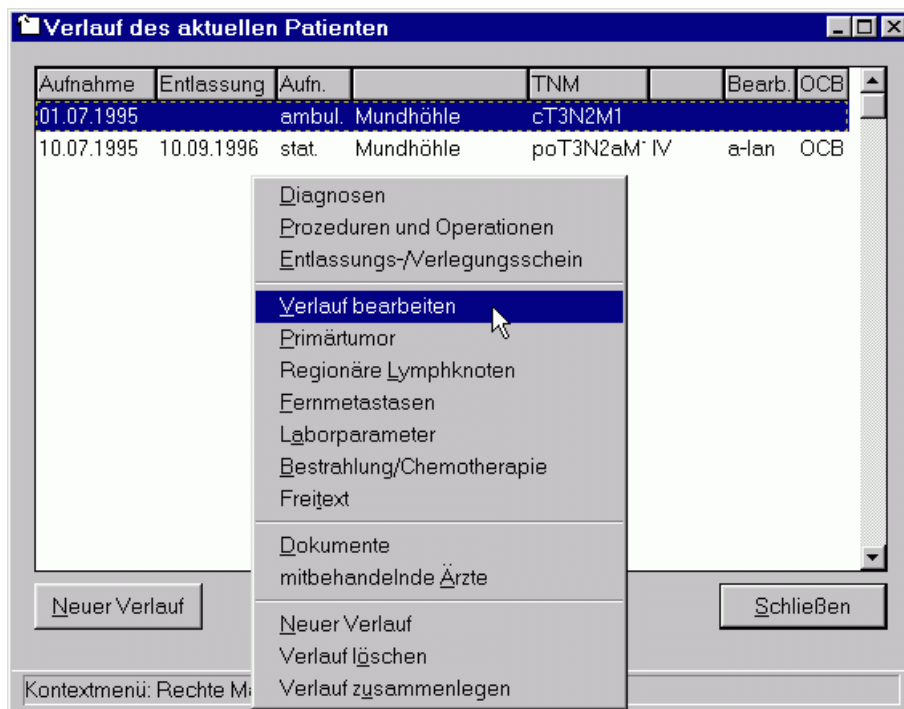 Verlauf des aktuellen Patienten
Aufnahme Entlassung Aufn. TNM Bearb. OCB
01.07.1995 ambul. Mundhöhle cT3N2M1
10.07.1995 10.09.1996 stat. Mundhöhle poT3N2aM IV a-lan OCB
Diagnosen
Prozeduren und Operationen
Entlassungs-/Verlegungsschein
Verlauf bearbeiten
Primärtumor
Regionäre Lymphknoten
Fernmetastasen
Laborparameter
Bestrahlung/Chemotherapie
Freitext
Dokumente
mitbehandelnde Ärzte
Neuer Verlauf
Verlauf löschen
Verlauf zusammenlegen
Neuer Verlauf
Schließen
Kontextmenü: Rechte